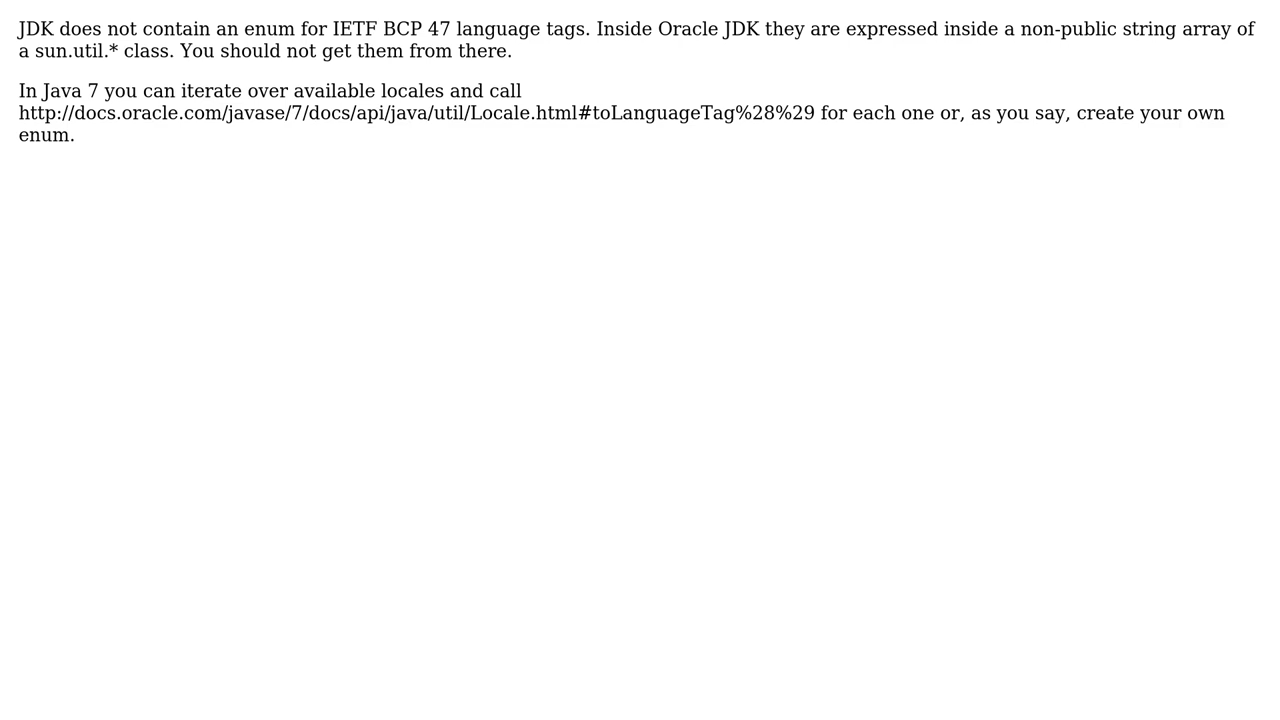 JDK does not contain an enum for IETF BCP 47 language tags. Inside Oracle JDK they are expressed inside a non-public string array of
a sun.util.* class. You should not get them from there.
In Java 7 you can iterate over available locales and call
http://docs.oracle.com/javase/7/docs/api/java/util/Locale.html#toLanguageTag%28%29 for each one or, as you say, create your own
enum.